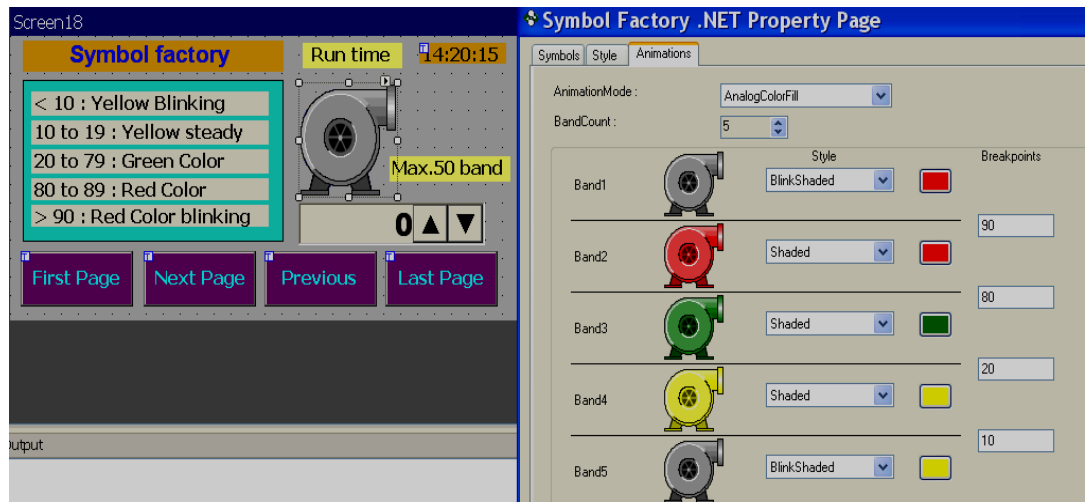 Screen18
Symbol factory
Run time
14:20:15
< 10 : Yellow Blinking
10 to 19 : Yellow steady
20 to 79 : Green Color
80 to 89 : Red Color
> 90 : Red Color blinking
Max.50 band
0
First Page
Next Page
Previous
Last Page
Output
Symbol Factory .NET Property Page
Symbols
Style
Animations
AnimationMode :
AnalogColorFill
BandCount :
5
Style
Breakpoints
Band1
BlinkShaded
90
Band2
Shaded
80
Band3
Shaded
20
Band4
Shaded
10
Band5
BlinkShaded